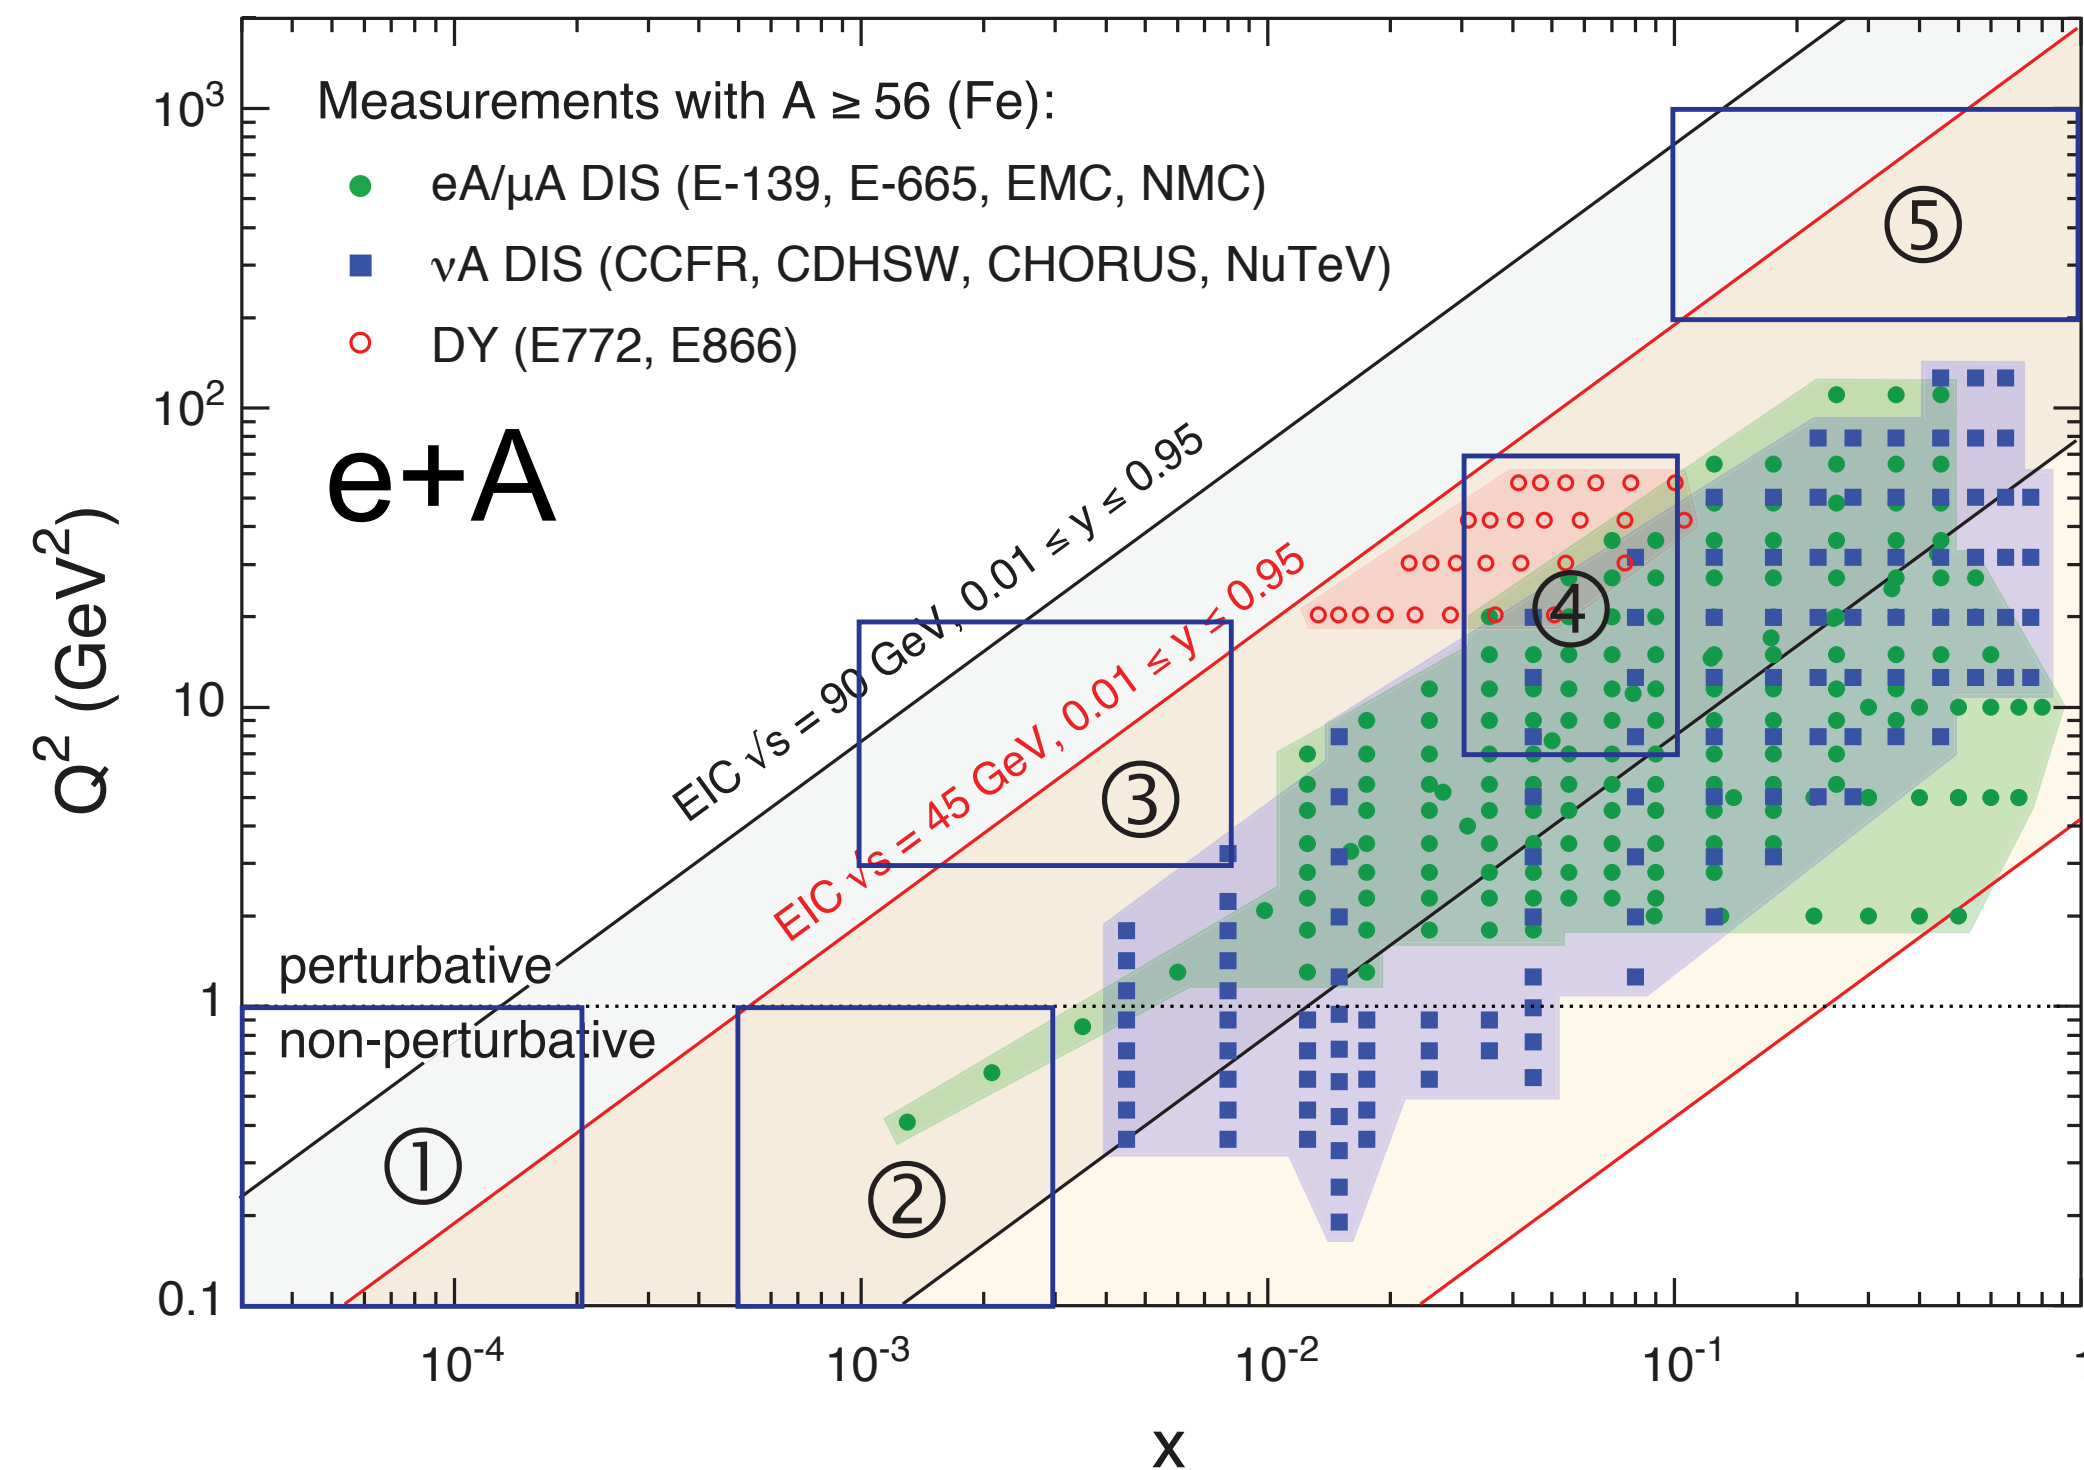 Measurements with A ≥ 56 (Fe):
eA/μA DIS (E-139, E-665, EMC, NMC)
νA DIS (CCFR, CDHSW, CHORUS, NuTeV)
DY (E772, E866)
e+A
EIC √s = 90 GeV, 0.01 ≤ y ≤ 0.95
EIC √s = 45 GeV, 0.01 ≤ y ≤ 0.95
perturbative
non-perturbative
①
②
③
④
⑤
Q² (GeV²)
10³
10²
10
1
0.1
10⁻⁴
10⁻³
10⁻²
10⁻¹
1
x